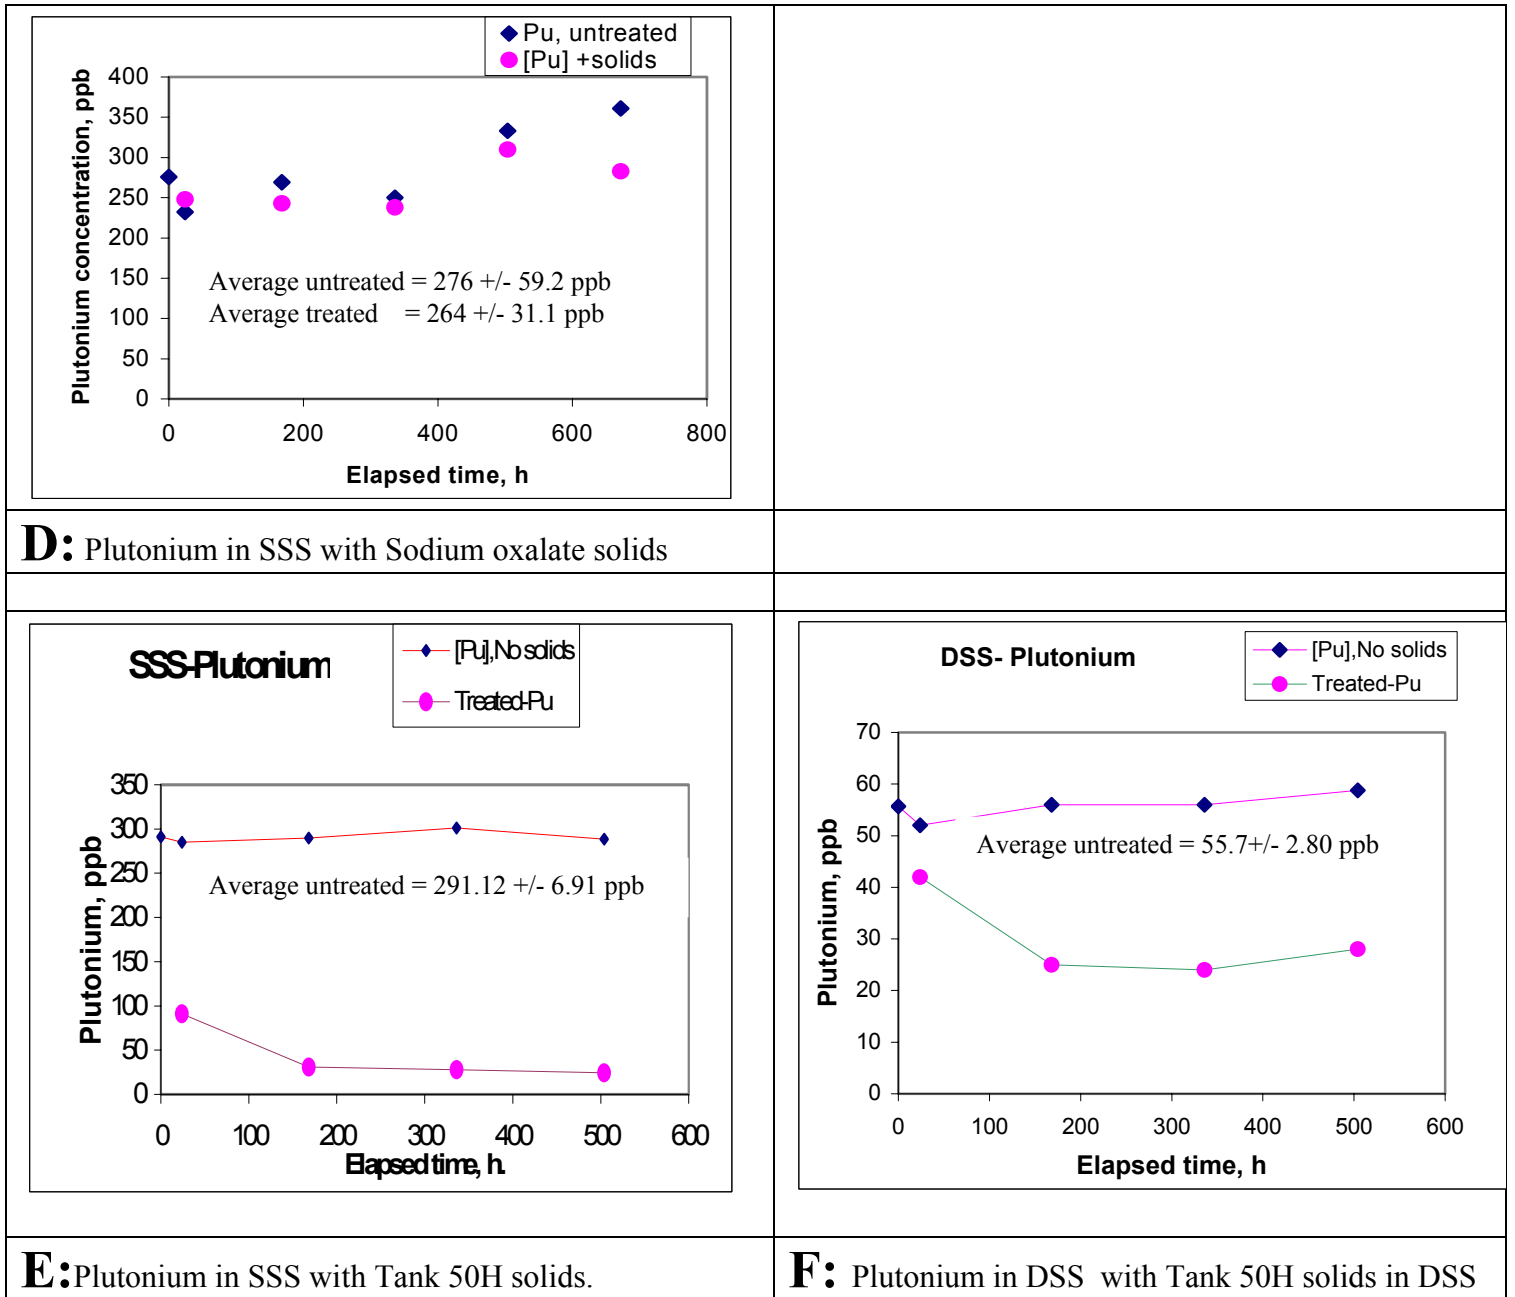 Pu, untreated
[Pu] +solids
Plutonium concentration, ppb
400
350
300
250
200
150
100
50
0
Average untreated = 276 +/- 59.2 ppb
Average treated = 264 +/- 31.1 ppb
0 200 400 600 800
Elapsed time, h
D: Plutonium in SSS with Sodium oxalate solids
SSS-Plutonium
[Pu],No solids
Treated-Pu
Plutonium, ppb
350
300
250
200
150
100
50
0
Average untreated = 291.12 +/- 6.91 ppb
0 100 200 300 400 500 600
Elapsed time, h.
DSS- Plutonium
[Pu],No solids
Treated-Pu
Plutonium, ppb
70
60
50
40
30
20
10
0
Average untreated = 55.7+/- 2.80 ppb
0 100 200 300 400 500 600
Elapsed time, h
E:Plutonium in SSS with Tank 50H solids.
F: Plutonium in DSS with Tank 50H solids in DSS